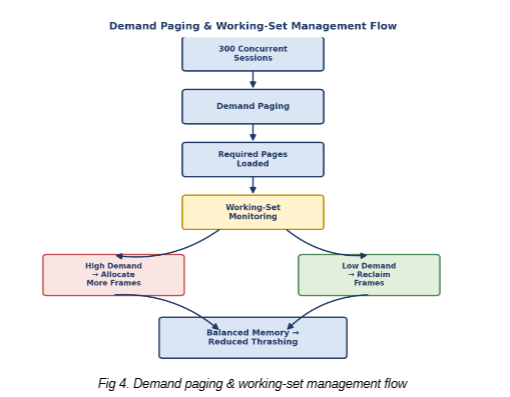 Demand Paging & Working-Set Management Flow
300 Concurrent
Sessions
Demand Paging
Required Pages
Loaded
Working-Set
Monitoring
High Demand
→ Allocate
More Frames
Low Demand
→ Reclaim
Frames
Balanced Memory →
Reduced Thrashing
Fig 4. Demand paging & working-set management flow